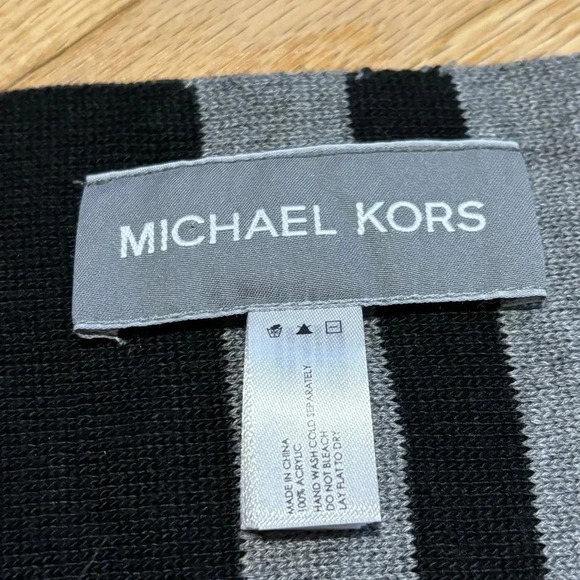 MICHAEL KORS
MADE IN CHINA
100% ACRYLIC
HAND WASH COLD SEPARATELY
DO NOT BLEACH
LAY FLAT TO DRY